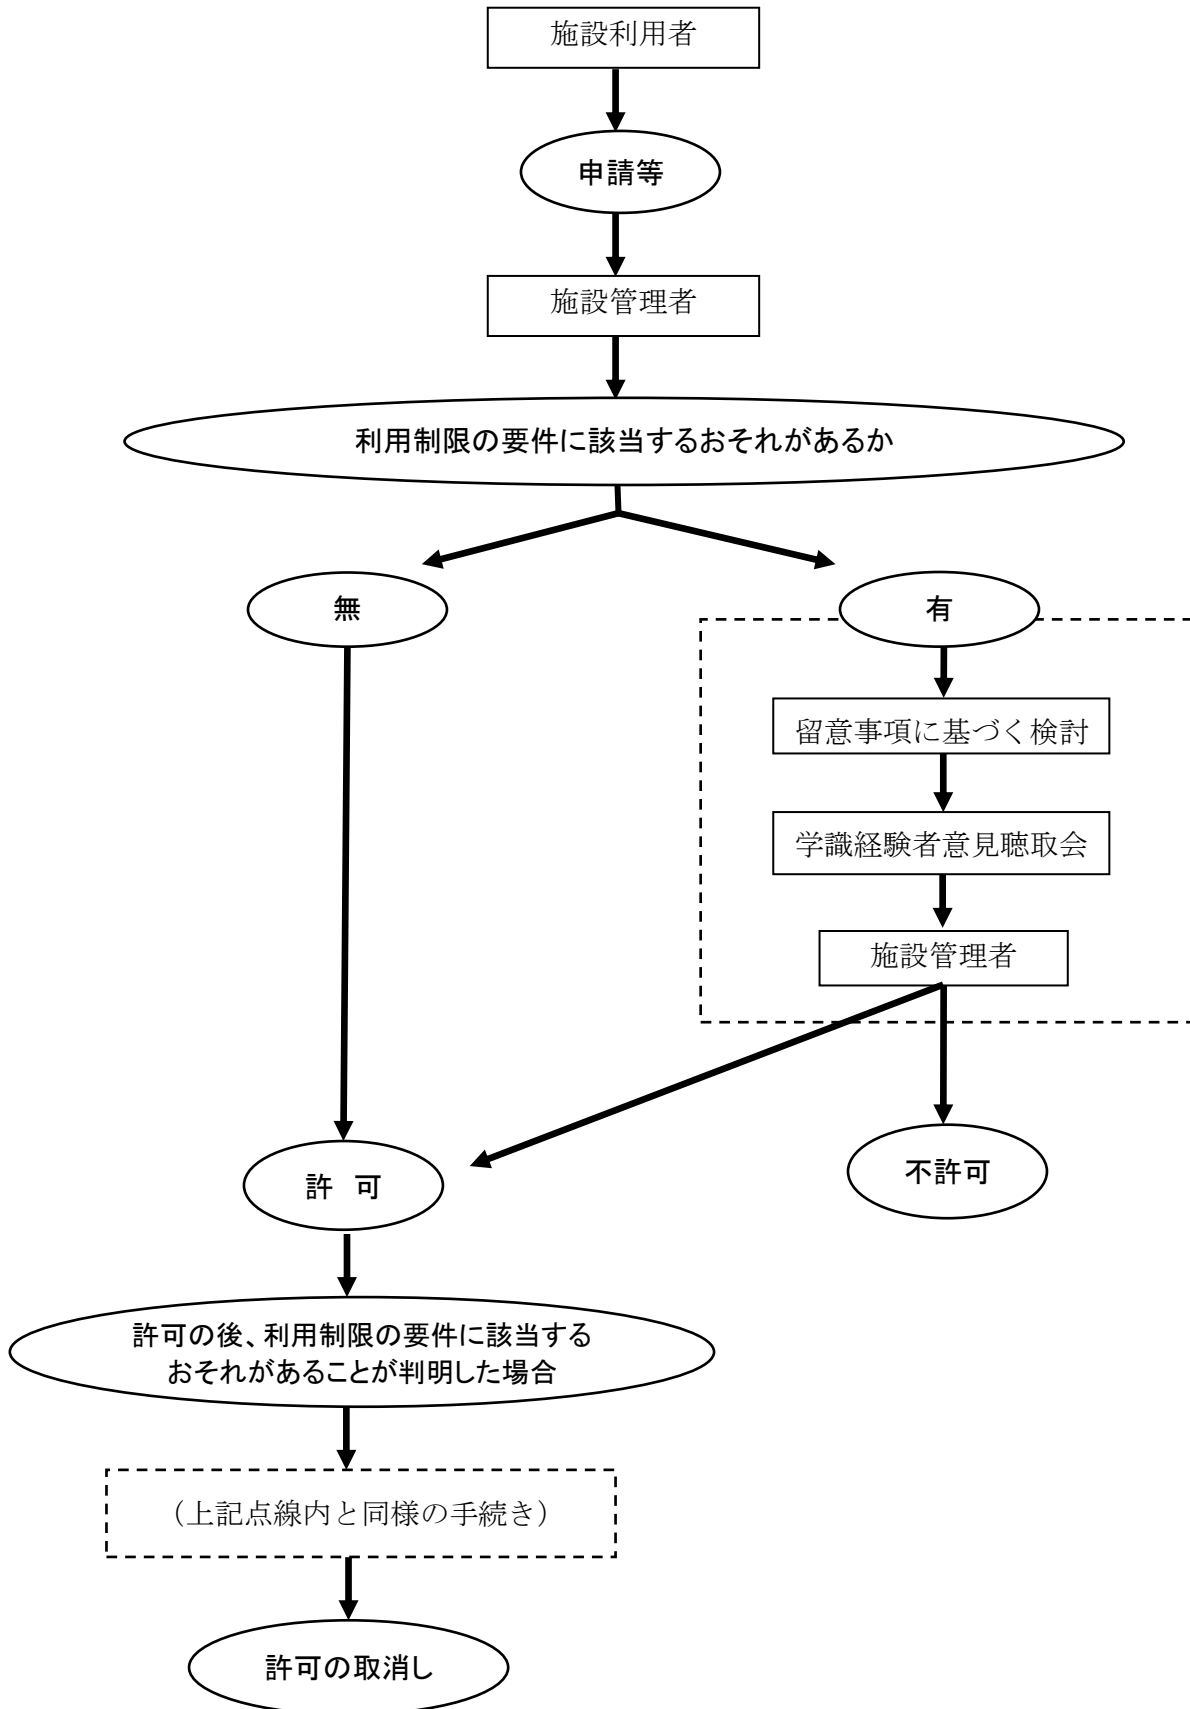 施設利用者
申請等
施設管理者
利用制限の要件に該当するおそれがあるか
無
有
留意事項に基づく検討
学識経験者意見聴取会
施設管理者
許　可
不許可
許可の後、利用制限の要件に該当する
おそれがあることが判明した場合
（上記点線内と同様の手続き）
許可の取消し